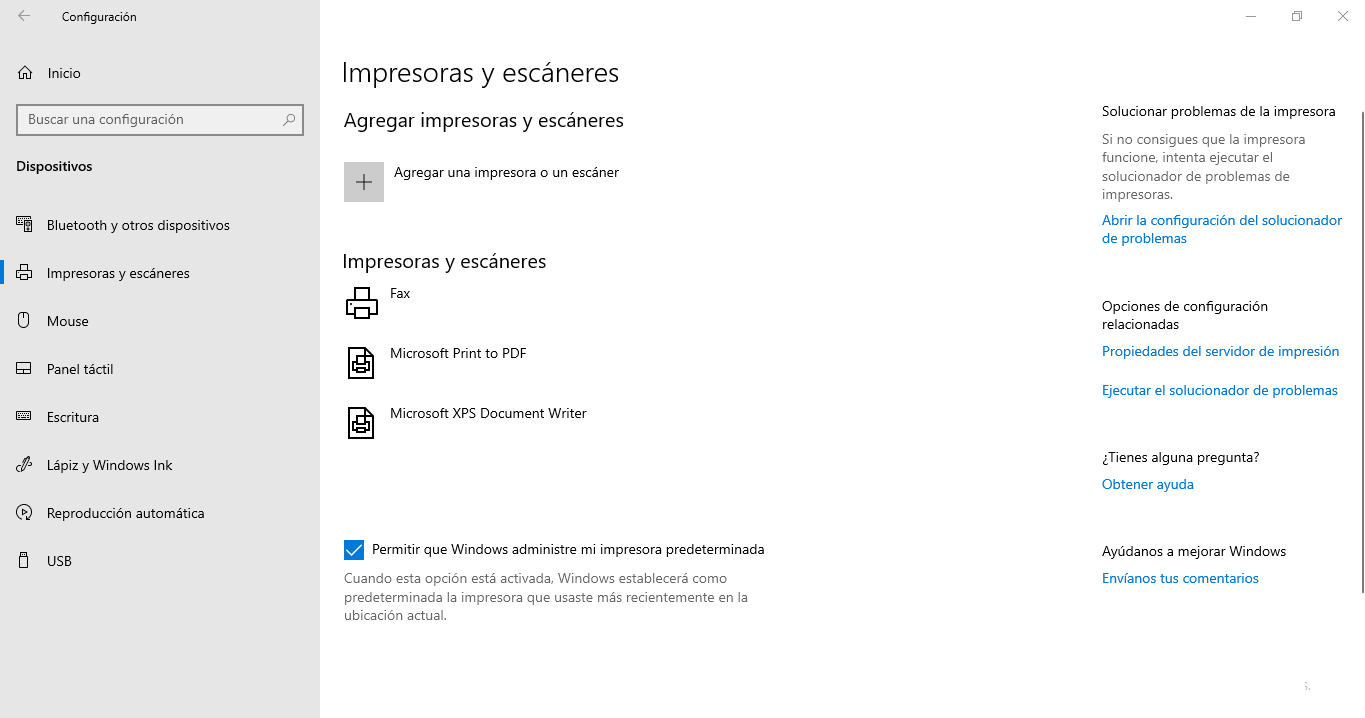 Configuración
Inicio
Buscar una configuración
Dispositivos
Bluetooth y otros dispositivos
Impresoras y escáneres
Mouse
Panel táctil
Escritura
Lápiz y Windows Ink
Reproducción automática
USB
Impresoras y escáneres
Agregar impresoras y escáneres
Agregar una impresora o un escáner
Impresoras y escáneres
Fax
Microsoft Print to PDF
Microsoft XPS Document Writer
Permitir que Windows administre mi impresora predeterminada
Cuando esta opción está activada, Windows establecerá como
predeterminada la impresora que usaste más recientemente en la
ubicación actual.
Solucionar problemas de la impresora
Si no consigues que la impresora
funcione, intenta ejecutar el
solucionador de problemas de
impresoras.
Abrir la configuración del solucionador
de problemas
Opciones de configuración
relacionadas
Propiedades del servidor de impresión
Ejecutar el solucionador de problemas
¿Tienes alguna pregunta?
Obtener ayuda
Ayúdanos a mejorar Windows
Envíanos tus comentarios